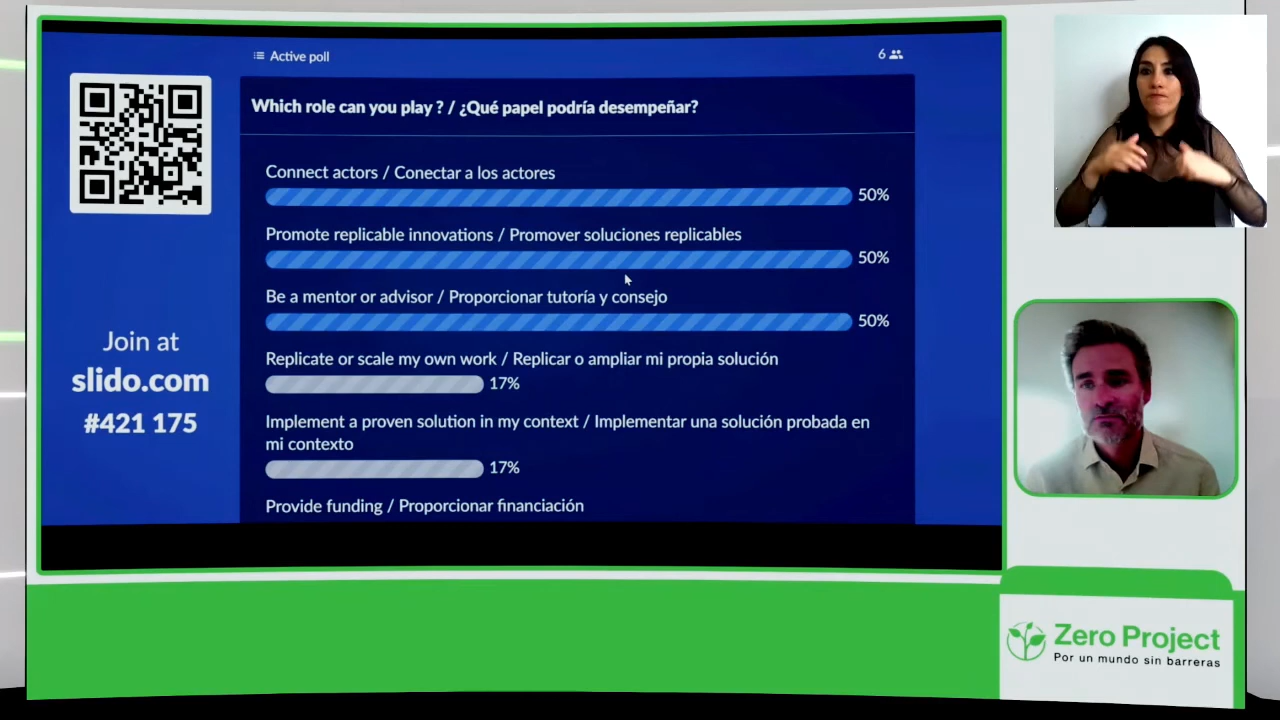 Active poll
6
Which role can you play ? / ¿Qué papel podría desempeñar?
Connect actors / Conectar a los actores
50%
Promote replicable innovations / Promover soluciones replicables
50%
Be a mentor or advisor / Proporcionar tutoría y consejo
50%
Replicate or scale my own work / Replicar o ampliar mi propia solución
17%
Implement a proven solution in my context / Implementar una solución probada en
mi contexto
17%
Provide funding / Proporcionar financiación
Join at
slido.com
#421 175
Zero Project
Por un mundo sin barreras